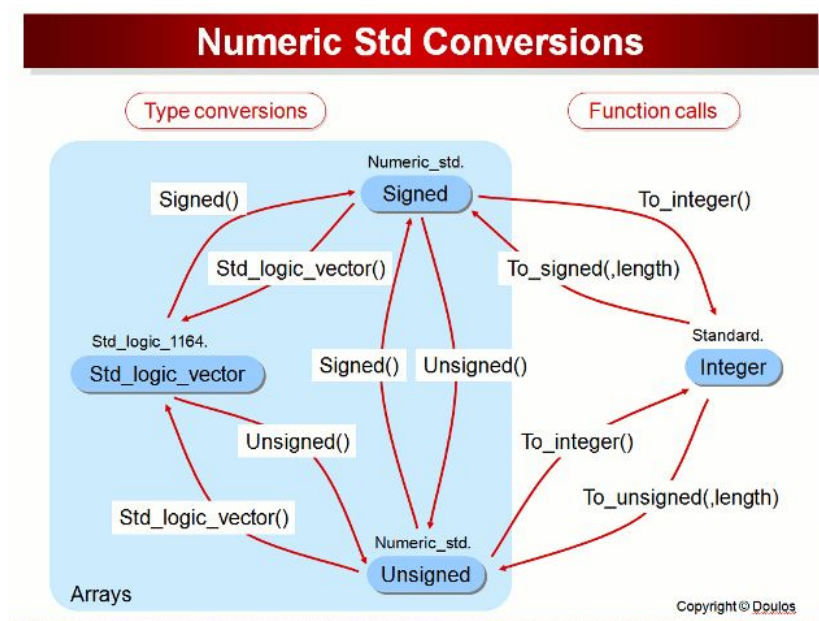 Numeric Std Conversions
Type conversions
Function calls
Numeric_std.
Signed
Signed()
To_integer()
Std_logic_vector()
To_signed(,length)
Std_logic_1164.
Std_logic_vector
Standard.
Integer
Signed()
Unsigned()
Unsigned()
To_integer()
Std_logic_vector()
To_unsigned(,length)
Numeric_std.
Unsigned
Arrays
Copyright © Doulos